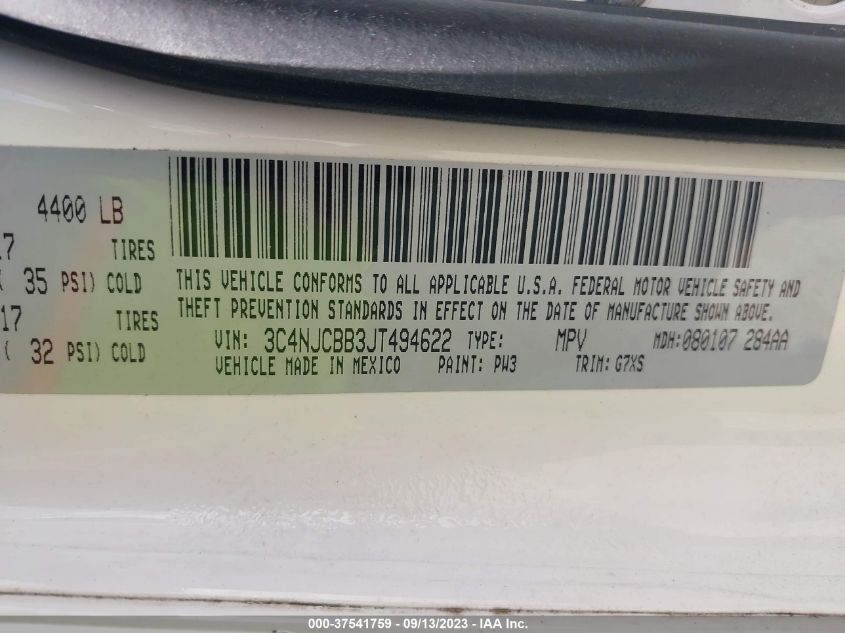 4400 LB
17 TIRES
( 35 PSI) COLD
17 TIRES
( 32 PSI) COLD
THIS VEHICLE CONFORMS TO ALL APPLICABLE U.S.A. FEDERAL MOTOR VEHICLE SAFETY AND
THEFT PREVENTION STANDARDS IN EFFECT ON THE DATE OF MANUFACTURE SHOWN ABOVE.
VIN: 3C4NJCBB3JT494622 TYPE: MPV MDH:080107 284AA
VEHICLE MADE IN MEXICO PAINT: PW3 TRIM: G7XS
000-37541759 - 09/13/2023 - IAA Inc.